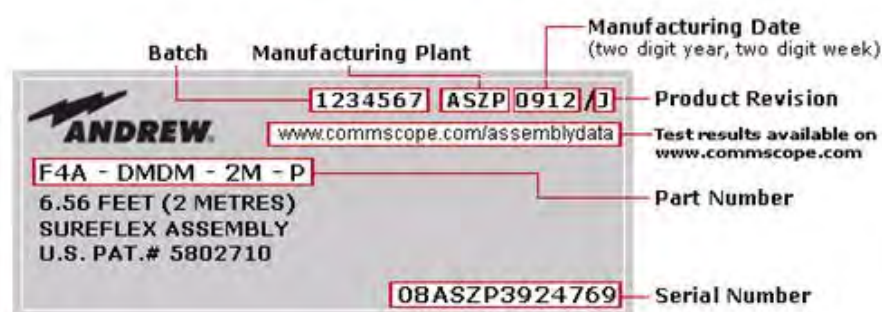 Manufacturing Date
(two digit year, two digit week)
Batch Manufacturing Plant
1234567 ASZP 0912 /J Product Revision
ANDREW.
www.commscope.com/assemblydata Test results available on
www.commscope.com
F4A - DMDM - 2M - P
Part Number
6.56 FEET (2 METRES)
SUREFLEX ASSEMBLY
U.S. PAT.# 5802710
08ASZP3924769 Serial Number